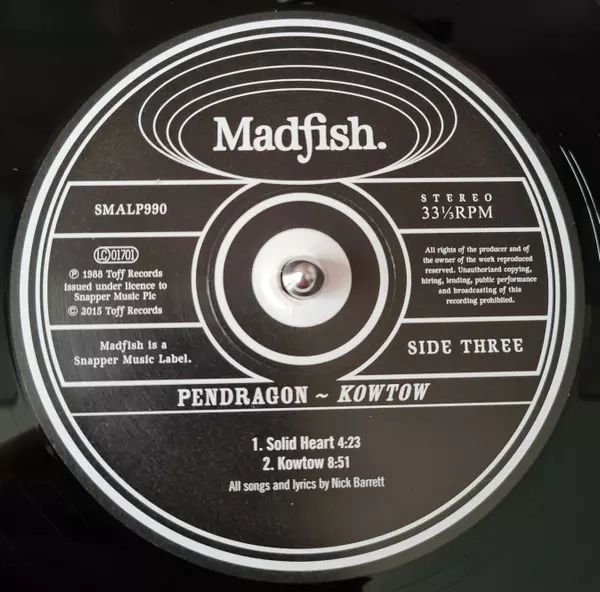 Madfish.
SMALP990
STEREO
33⅓RPM
LC 01701
℗ 1988 Toff Records
issued under licence to
Snapper Music Plc
© 2015 Toff Records
All rights of the producer and of
the owner of the work reproduced
reserved. Unauthorized copying,
hiring, lending, public performance
and broadcasting of this
recording prohibited.
Madfish is a
Snapper Music Label.
SIDE THREE
PENDRAGON ~ KOWTOW
1. Solid Heart 4:23
2. Kowtow 8:51
All songs and lyrics by Nick Barrett